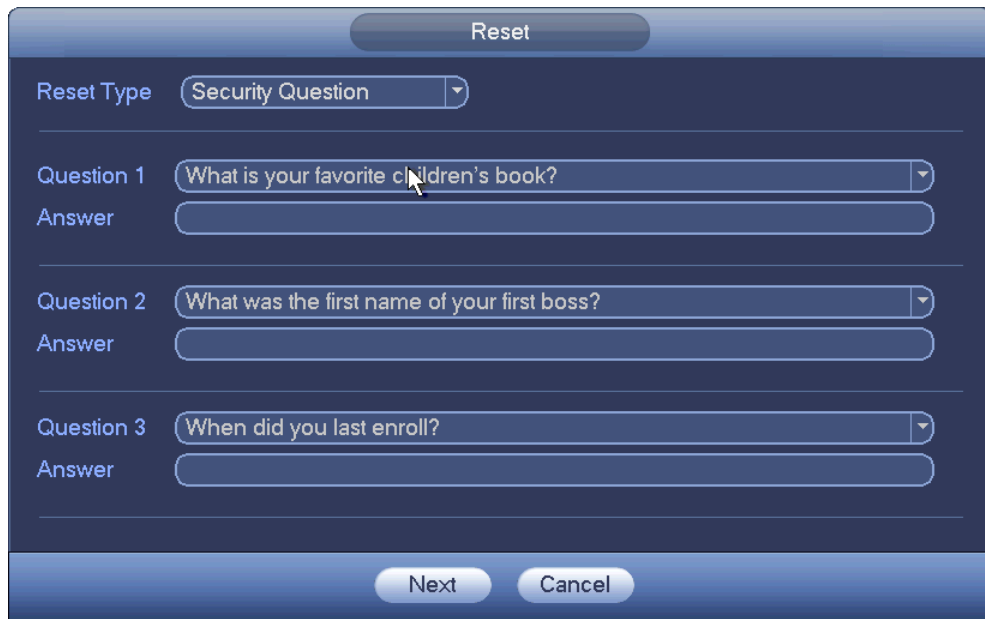 Reset
Reset Type Security Question
Question 1 What is your favorite children's book?
Answer
Question 2 What was the first name of your first boss?
Answer
Question 3 When did you last enroll?
Answer
Next Cancel